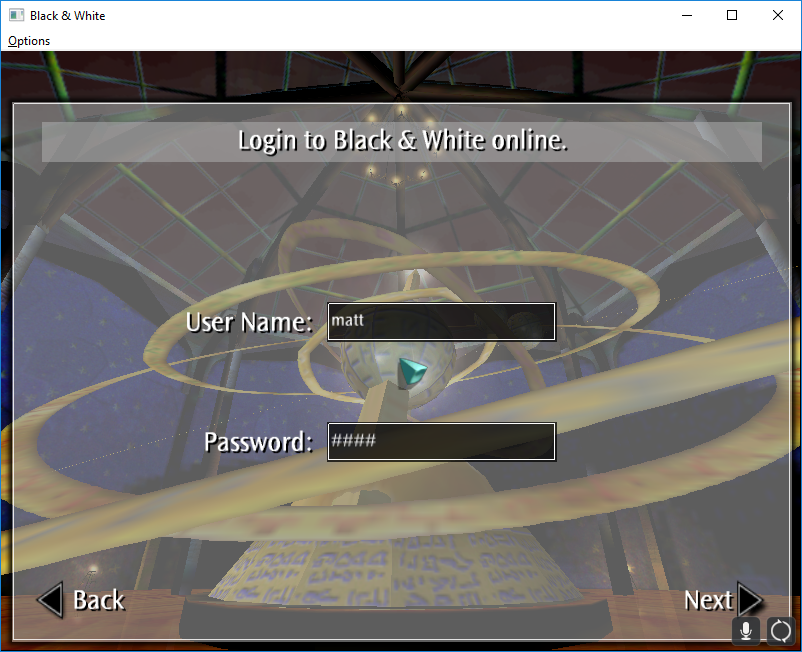 Black & White
Options
Login to Black & White online.
User Name: matt
Password: ####
Back
Next